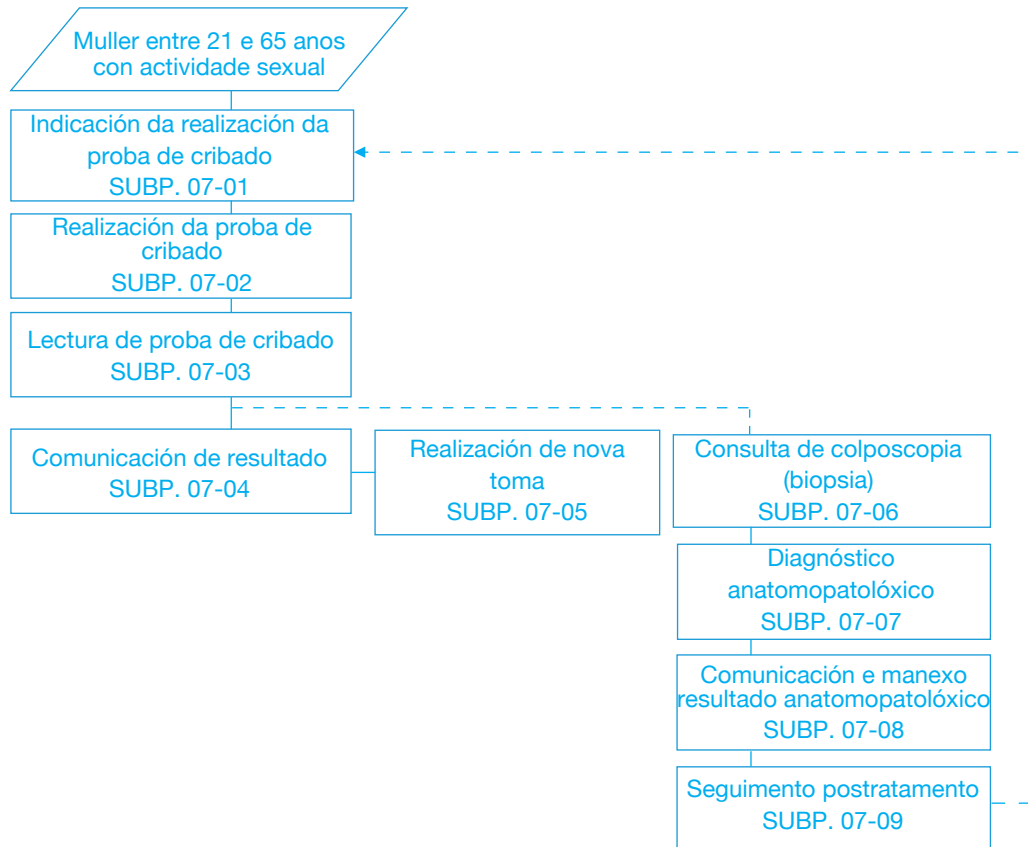 Muller entre 21 e 65 anos
con actividade sexual
Indicación da realización da
proba de cribado
SUBP. 07-01
Realización da proba de
cribado
SUBP. 07-02
Lectura de proba de cribado
SUBP. 07-03
Comunicación de resultado
SUBP. 07-04
Realización de nova
toma
SUBP. 07-05
Consulta de colposcopia
(biopsia)
SUBP. 07-06
Diagnóstico
anatomopatolóxico
SUBP. 07-07
Comunicación e manexo
resultado anatomopatolóxico
SUBP. 07-08
Seguimento postratamento
SUBP. 07-09